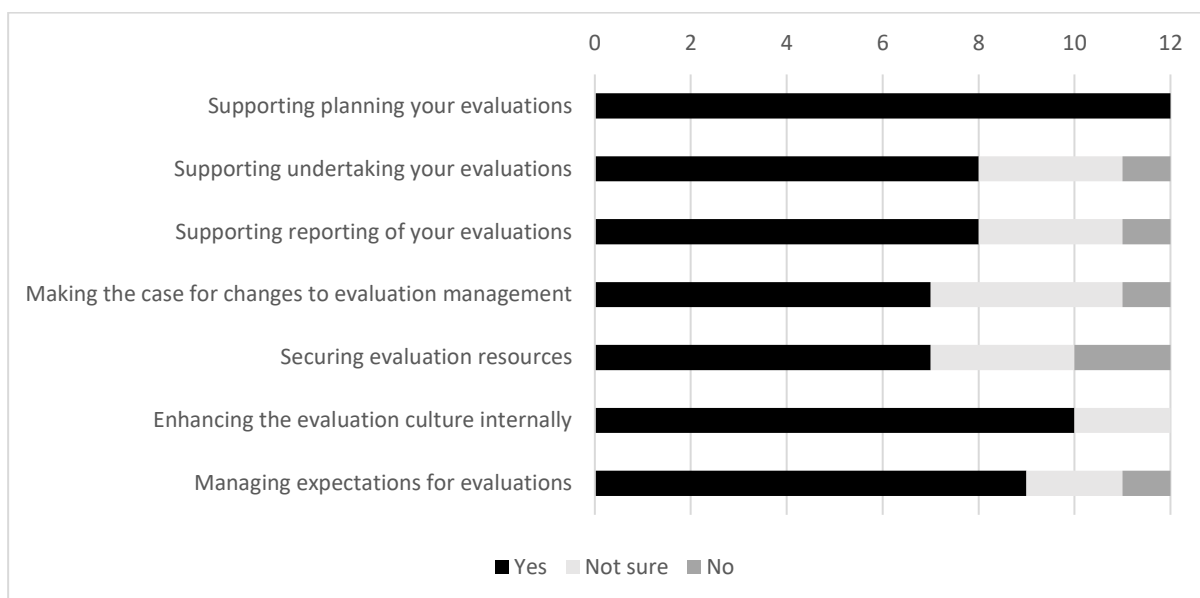 0 2 4 6 8 10 12
Supporting planning your evaluations
Supporting undertaking your evaluations
Supporting reporting of your evaluations
Making the case for changes to evaluation management
Securing evaluation resources
Enhancing the evaluation culture internally
Managing expectations for evaluations
Yes Not sure No